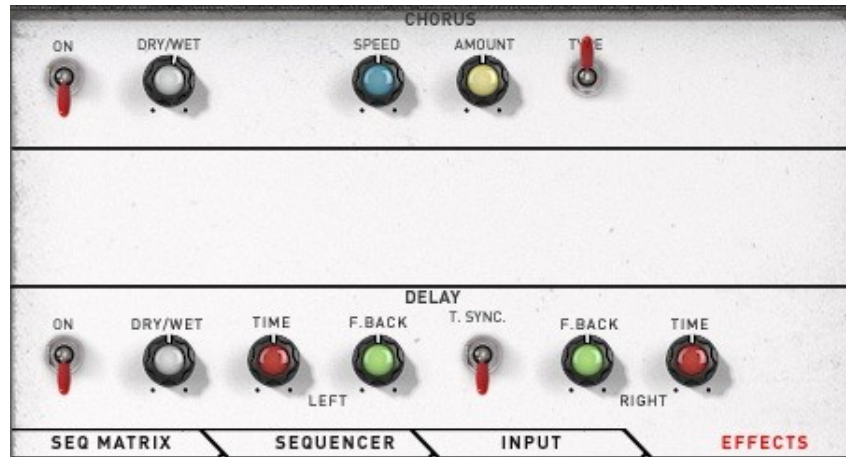 CHORUS
ON DRY/WET SPEED AMOUNT TYPE
DELAY
ON DRY/WET TIME F.BACK T. SYNC. F.BACK TIME
LEFT RIGHT
SEQ MATRIX SEQUENCER INPUT EFFECTS